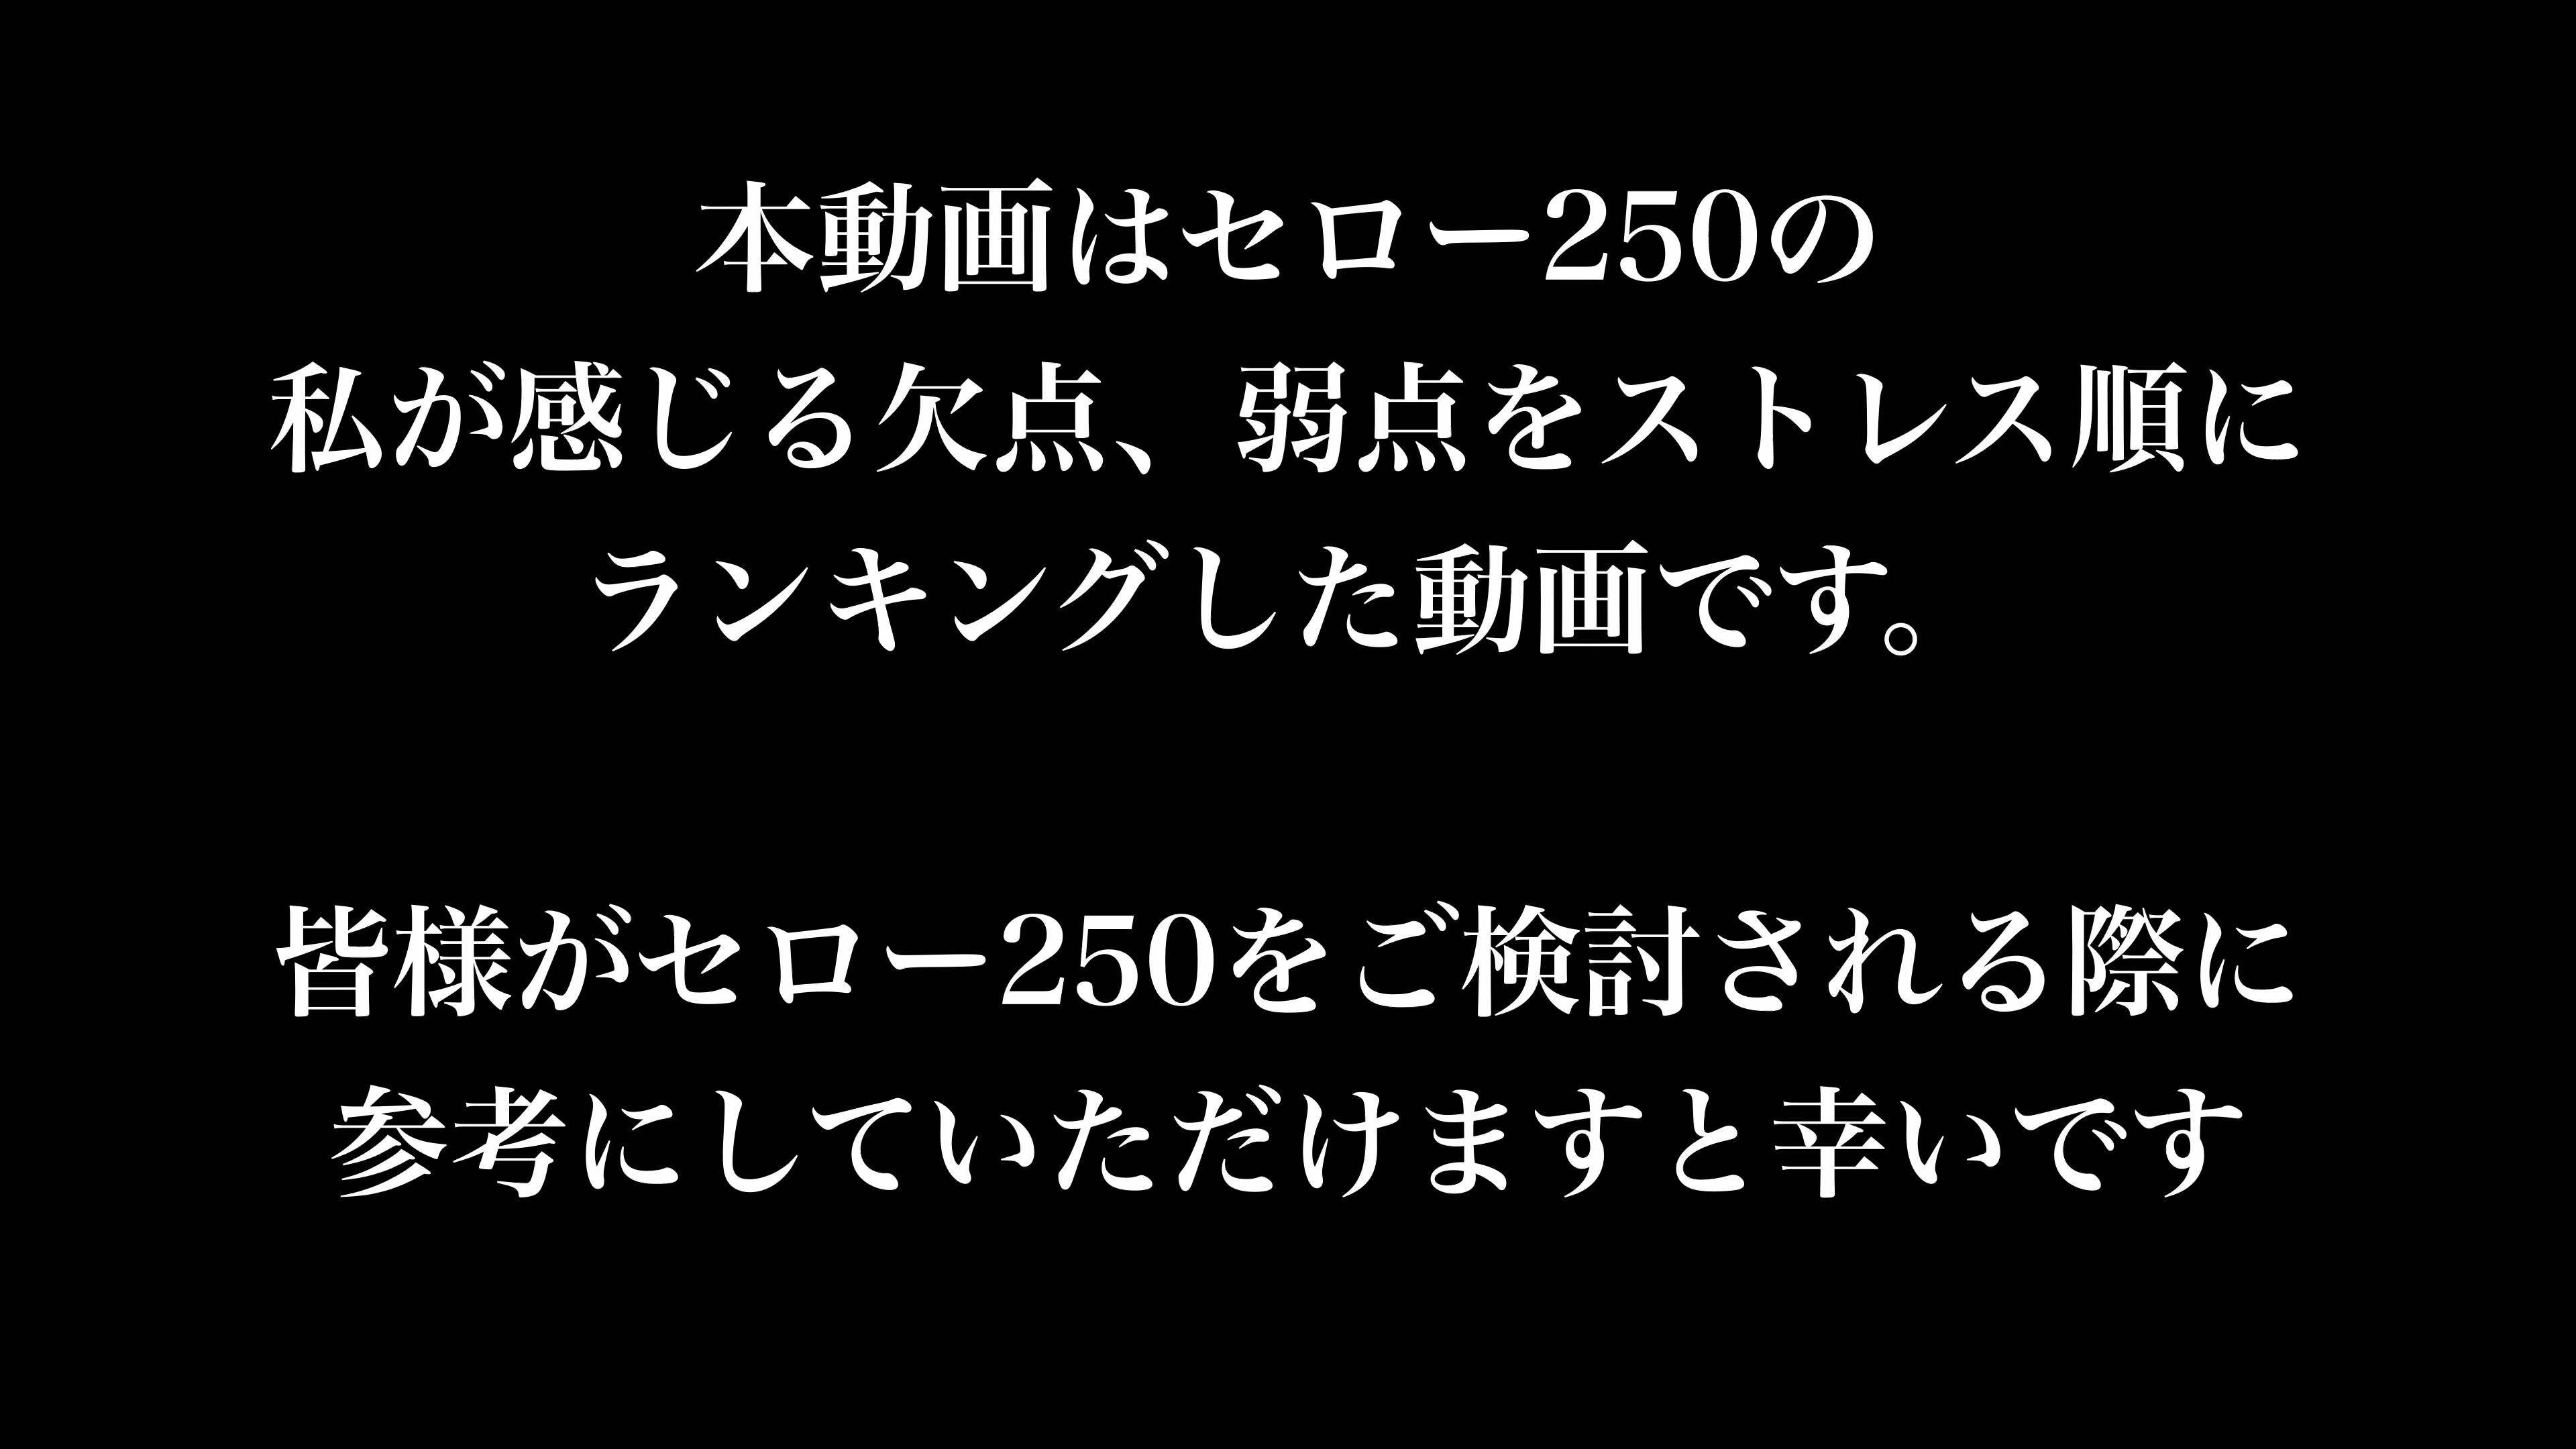 本動画はセロー250の
私が感じる欠点、弱点をストレス順に
ランキングした動画です。
皆様がセロー250をご検討される際に
参考にしていただけますと幸いです